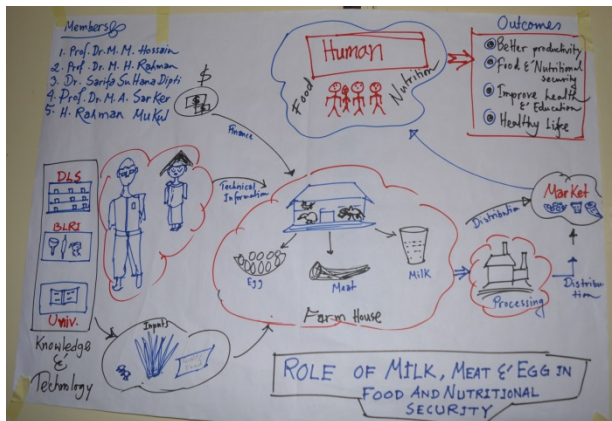 Members
1. Prof. Dr. M. M. Hossain
2. Prof. Dr. M. H. Rahman
3. Dr. Sarifa Sultana Dipti
4. Prof. Dr. M. A. Sarker
5. H. Rahman Mukul
$
Finance
Human
Food
Nutrition
Outcomes
Better productivity
Food & Nutritional
security
Improve health
& Education
Healthy Life
DLS
BLRI
Univ.
Knowledge
&
Technology
Technical
Information
Inputs
Egg
Meat
Milk
Farm House
Distribution
Market
Processing
Distribu
tion
ROLE OF MILK, MEAT & EGG IN
FOOD AND NUTRITIONAL
SECURITY